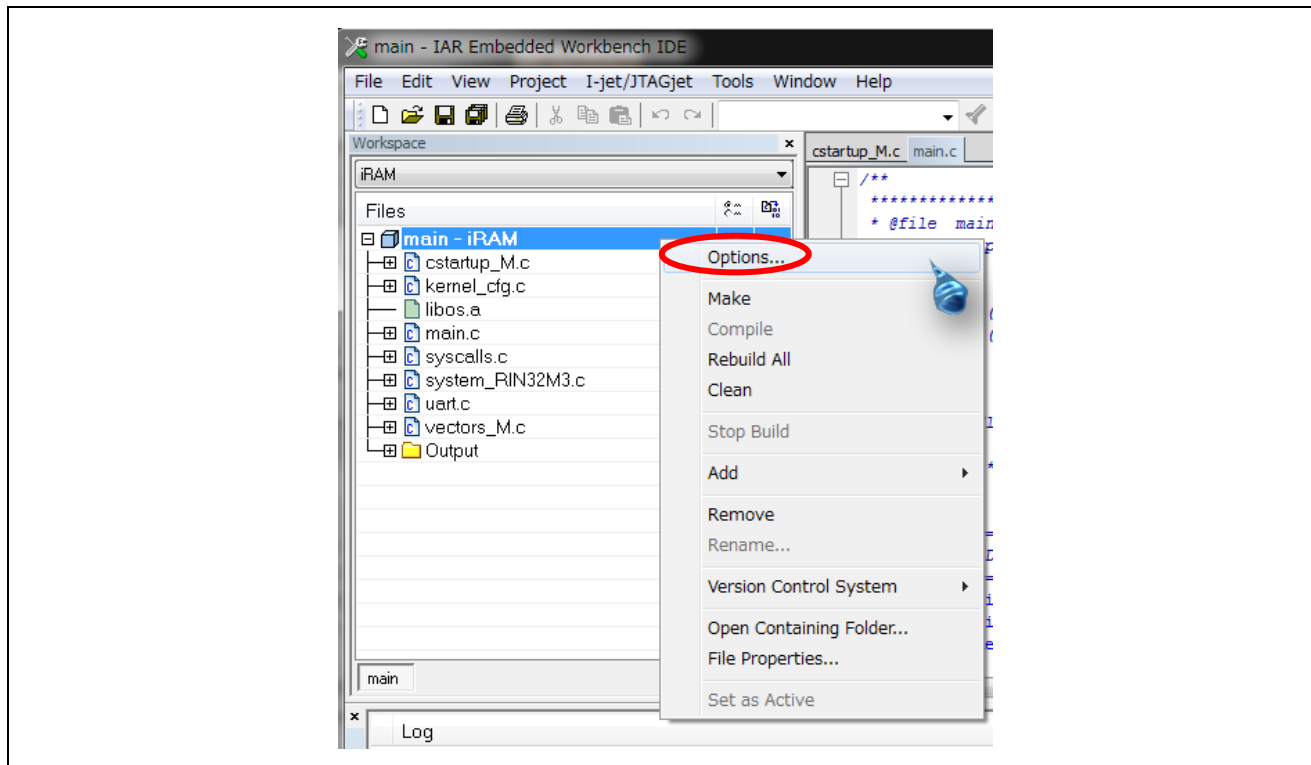 main - IAR Embedded Workbench IDE
File Edit View Project I-jet/JTAGjet Tools Window Help
Workspace
iRAM
Files
main - iRAM
cstartup_M.c
kernel_cfg.c
libos.a
main.c
syscalls.c
system_RIN32M3.c
uart.c
vectors_M.c
Output
main
Log
cstartup_M.c main.c
/**
*************
* @file main
Options...
Make
Compile
Rebuild All
Clean
Stop Build
Add
Remove
Rename...
Version Control System
Open Containing Folder...
File Properties...
Set as Active